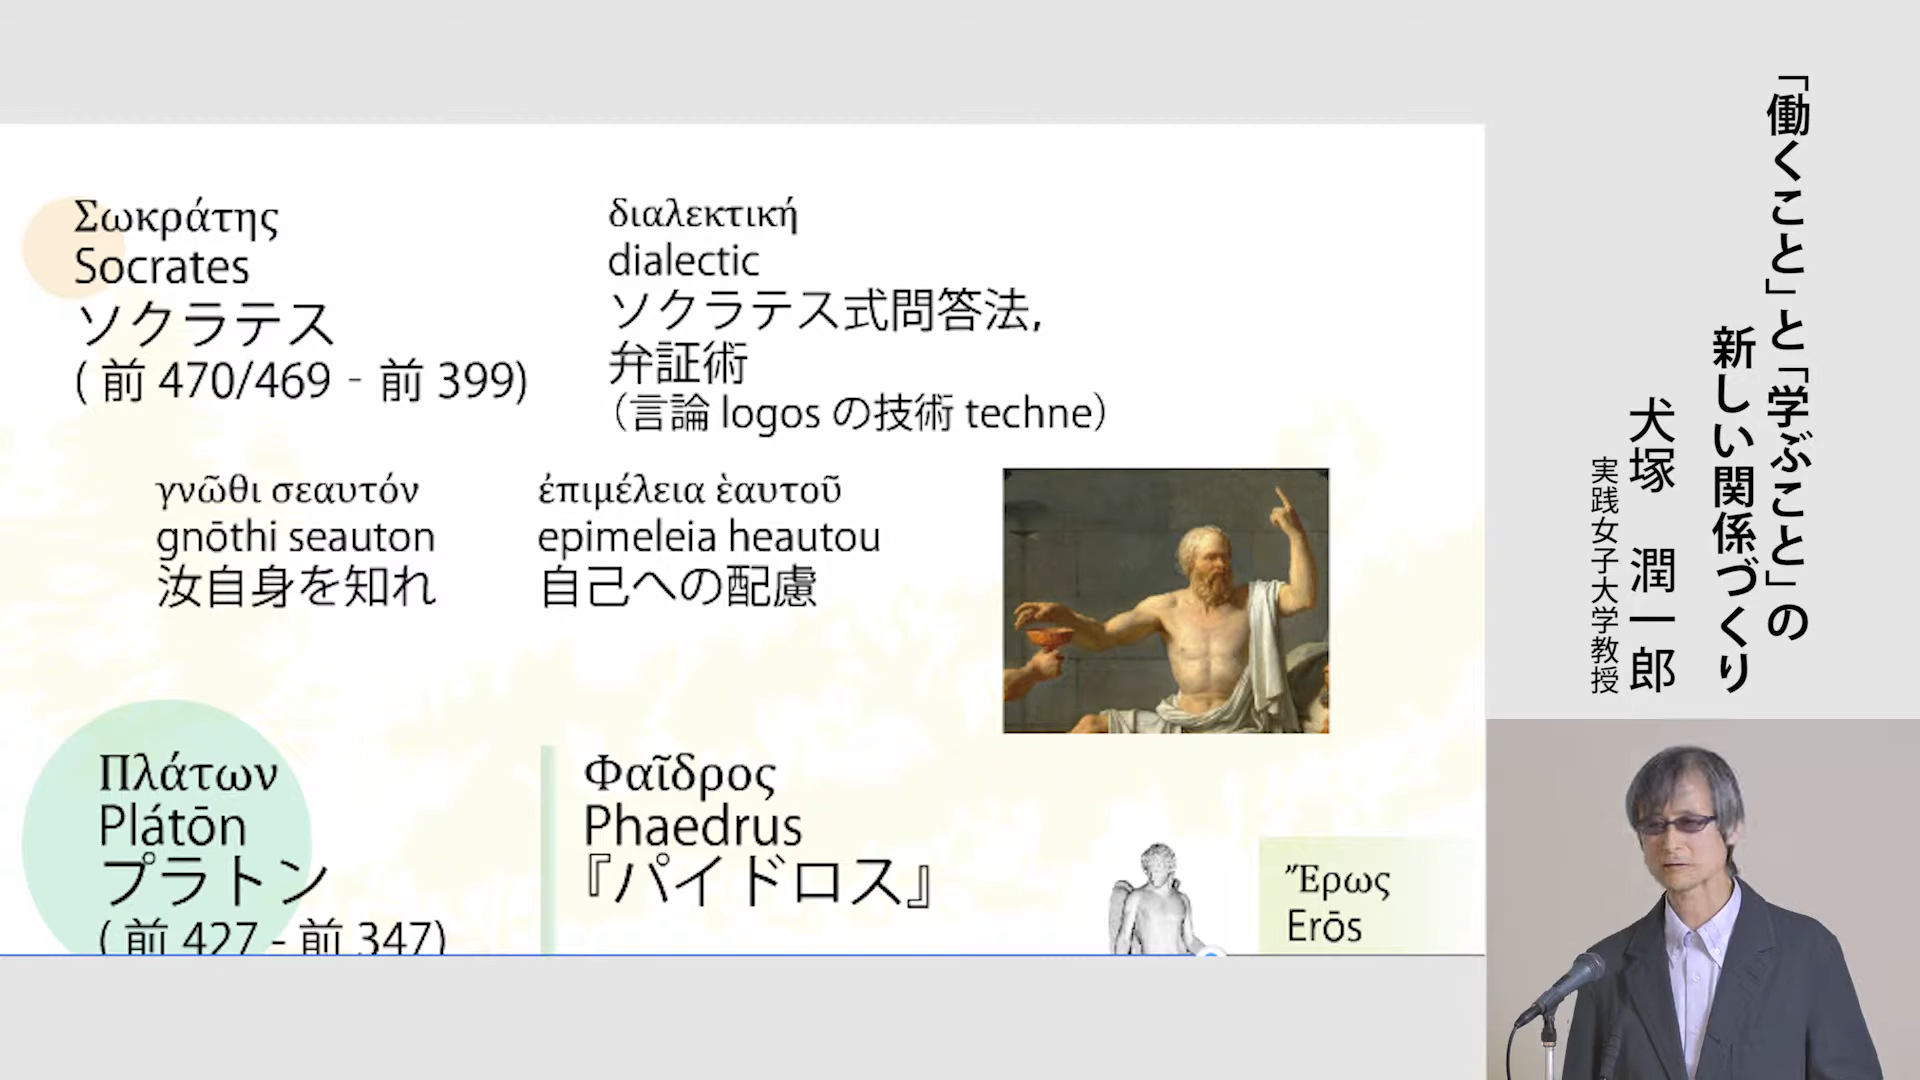 Σωκράτης
Socrates
ソクラテス
( 前 470/469 - 前 399)
διαλεκτική
dialectic
ソクラテス式問答法,
弁証術
（言論 logos の技術 techne）
γνῶθι σεαυτόν
gnōthi seauton
汝自身を知れ
ἐπιμέλεια ἑαυτοῦ
epimeleia heautou
自己への配慮
Πλάτων
Plátōn
プラトン
( 前 427 - 前 347)
Φαῖδρος
Phaedrus
『パイドロス』
Ἔρως
Erōs
「働くこと」と「学ぶこと」の
新しい関係づくり
犬塚 潤一郎
実践女子大学教授